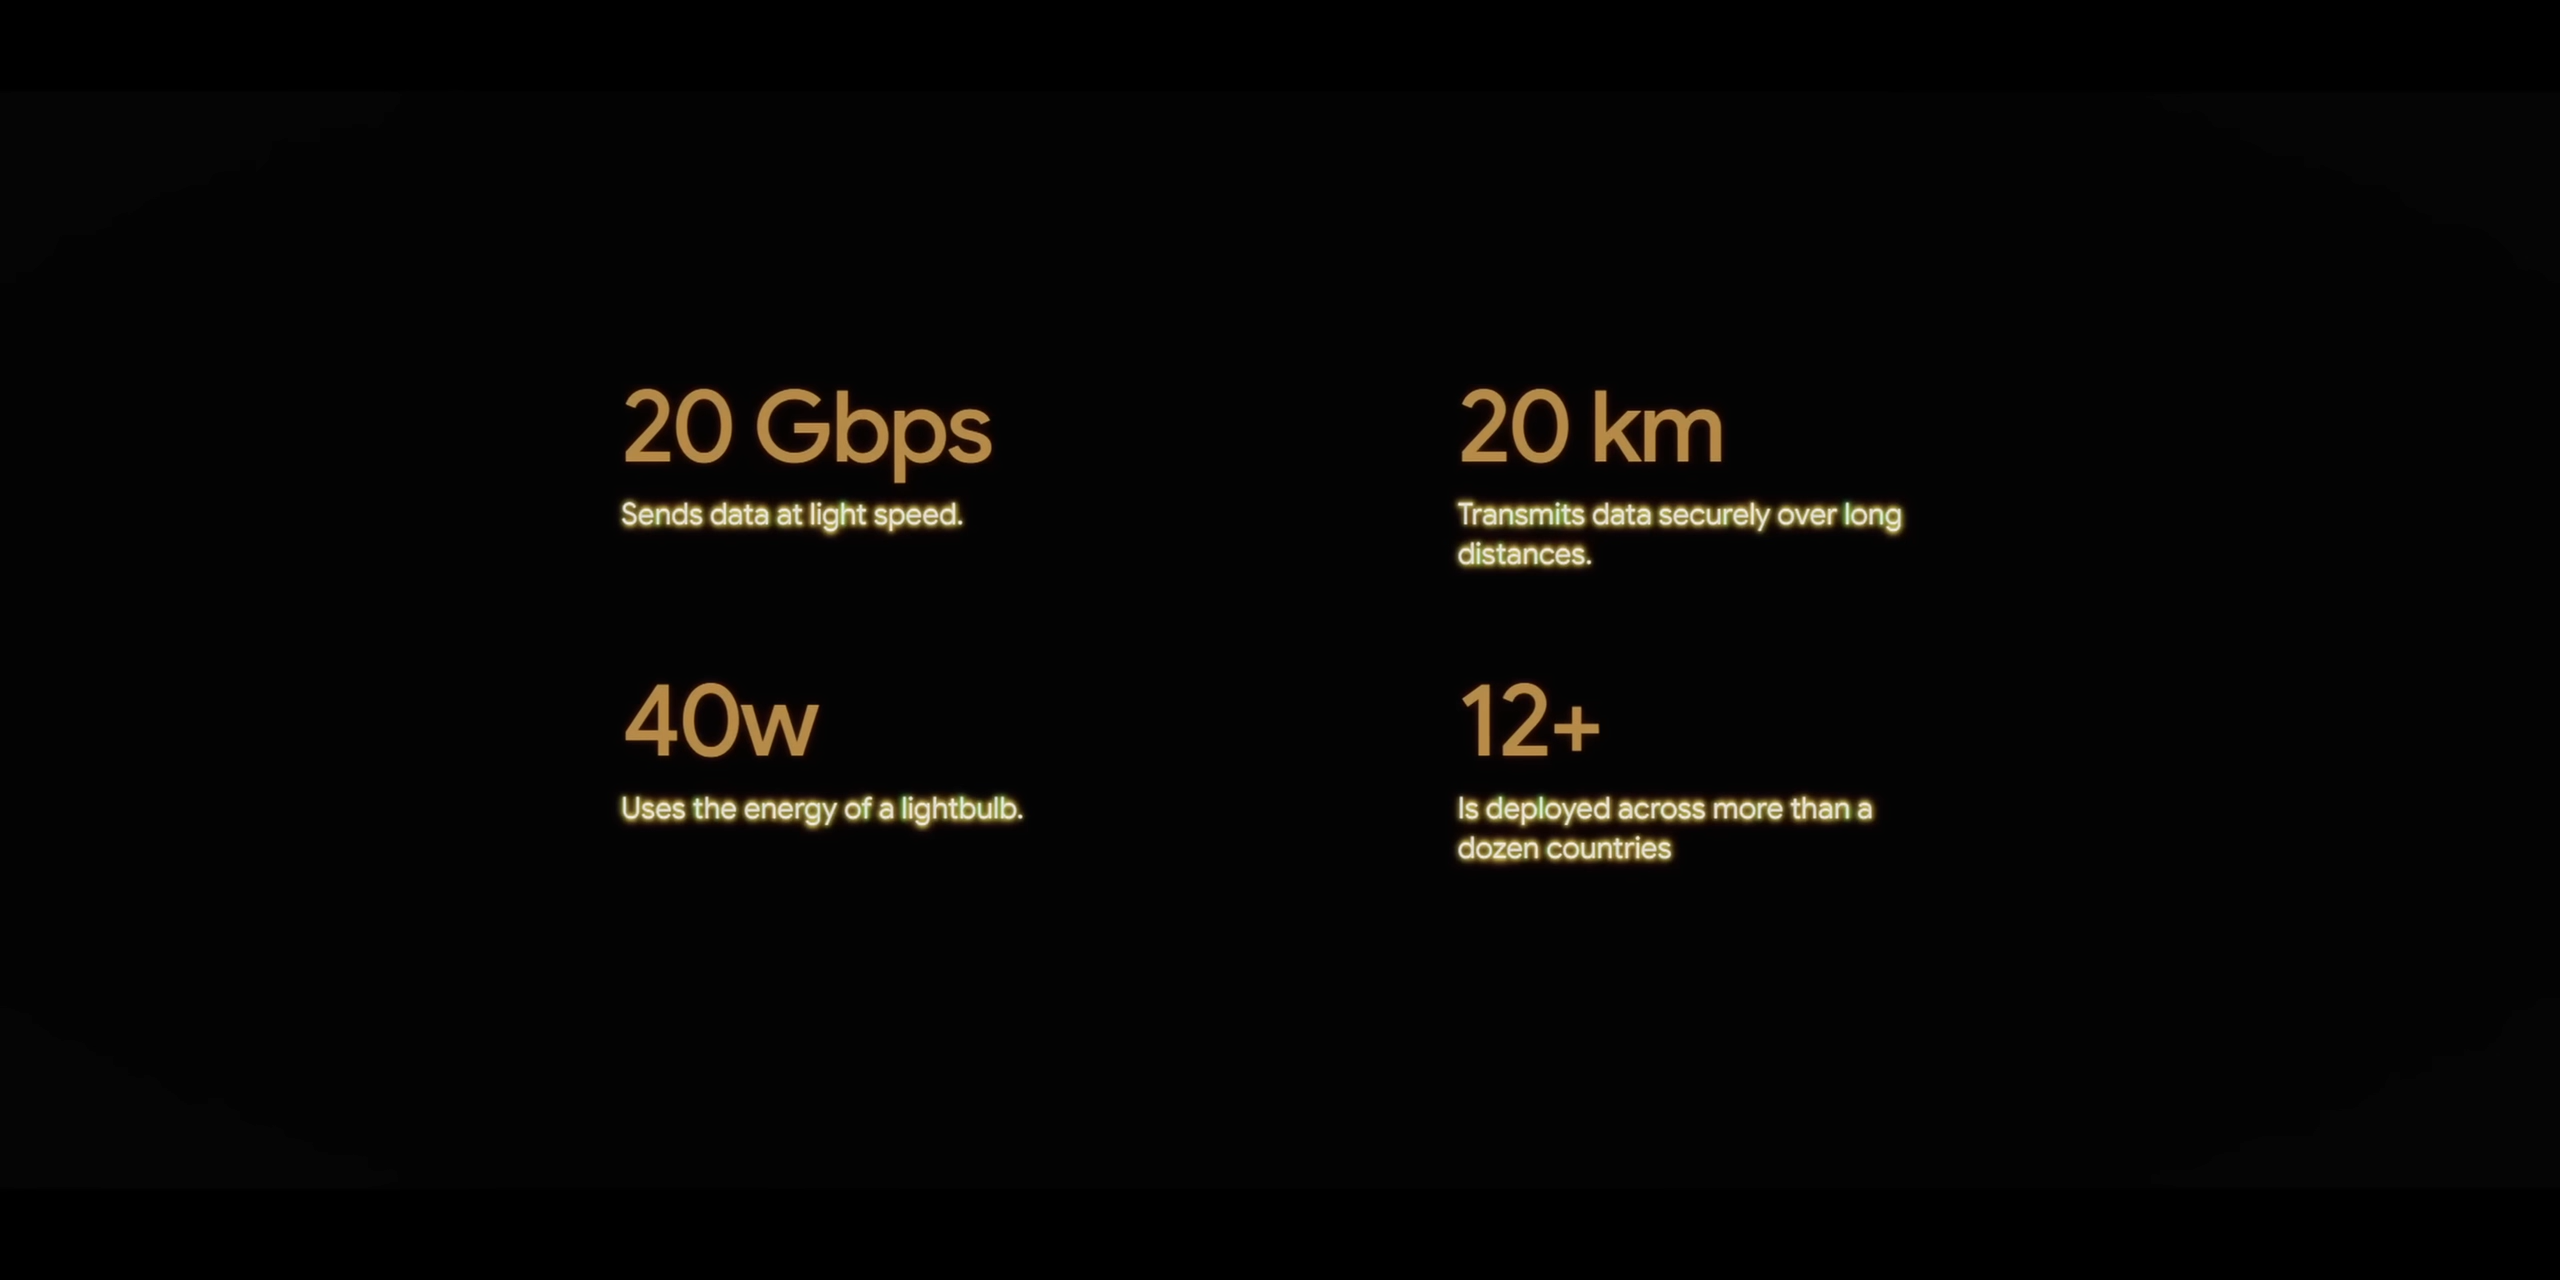 20 Gbps
Sends data at light speed.
20 km
Transmits data securely over long
distances.
40w
Uses the energy of a lightbulb.
12+
Is deployed across more than a
dozen countries